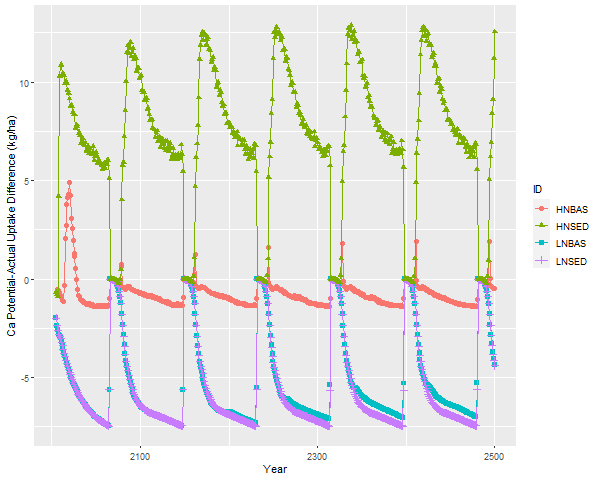 Ca Potential-Actual Uptake Difference (kg/ha)
10
5
0
-5
2100
2300
2500
Year
ID
HNBAS
HNSED
LNBAS
LNSED